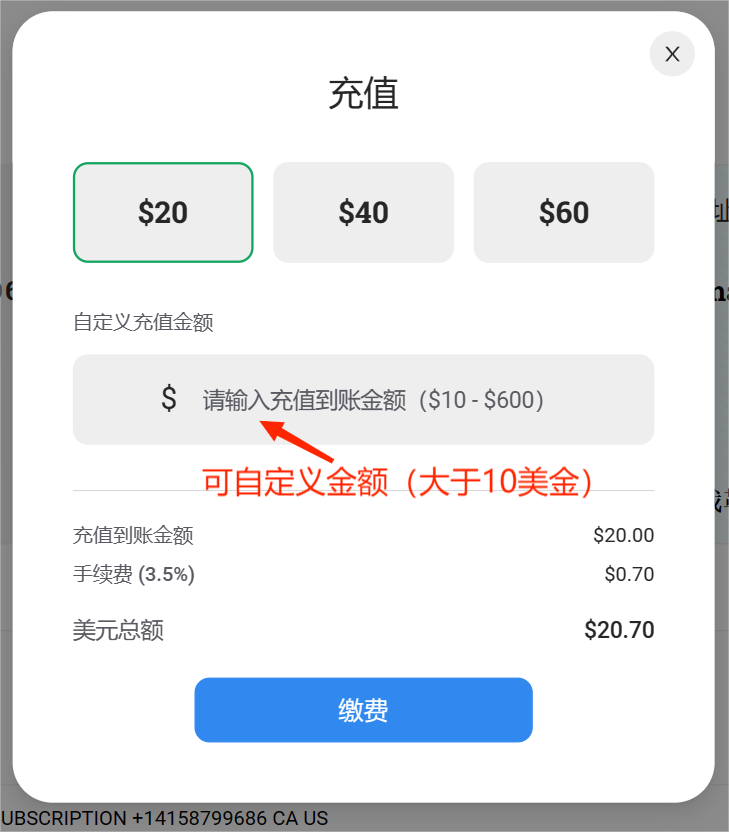 X
充值
$20
$40
$60
自定义充值金额
$ 请输入充值到账金额（$10 - $600）
可自定义金额（大于10美金）
充值到账金额 $20.00
手续费 (3.5%) $0.70
美元总额 $20.70
缴费
UBSCRIPTION +14158799686 CA US